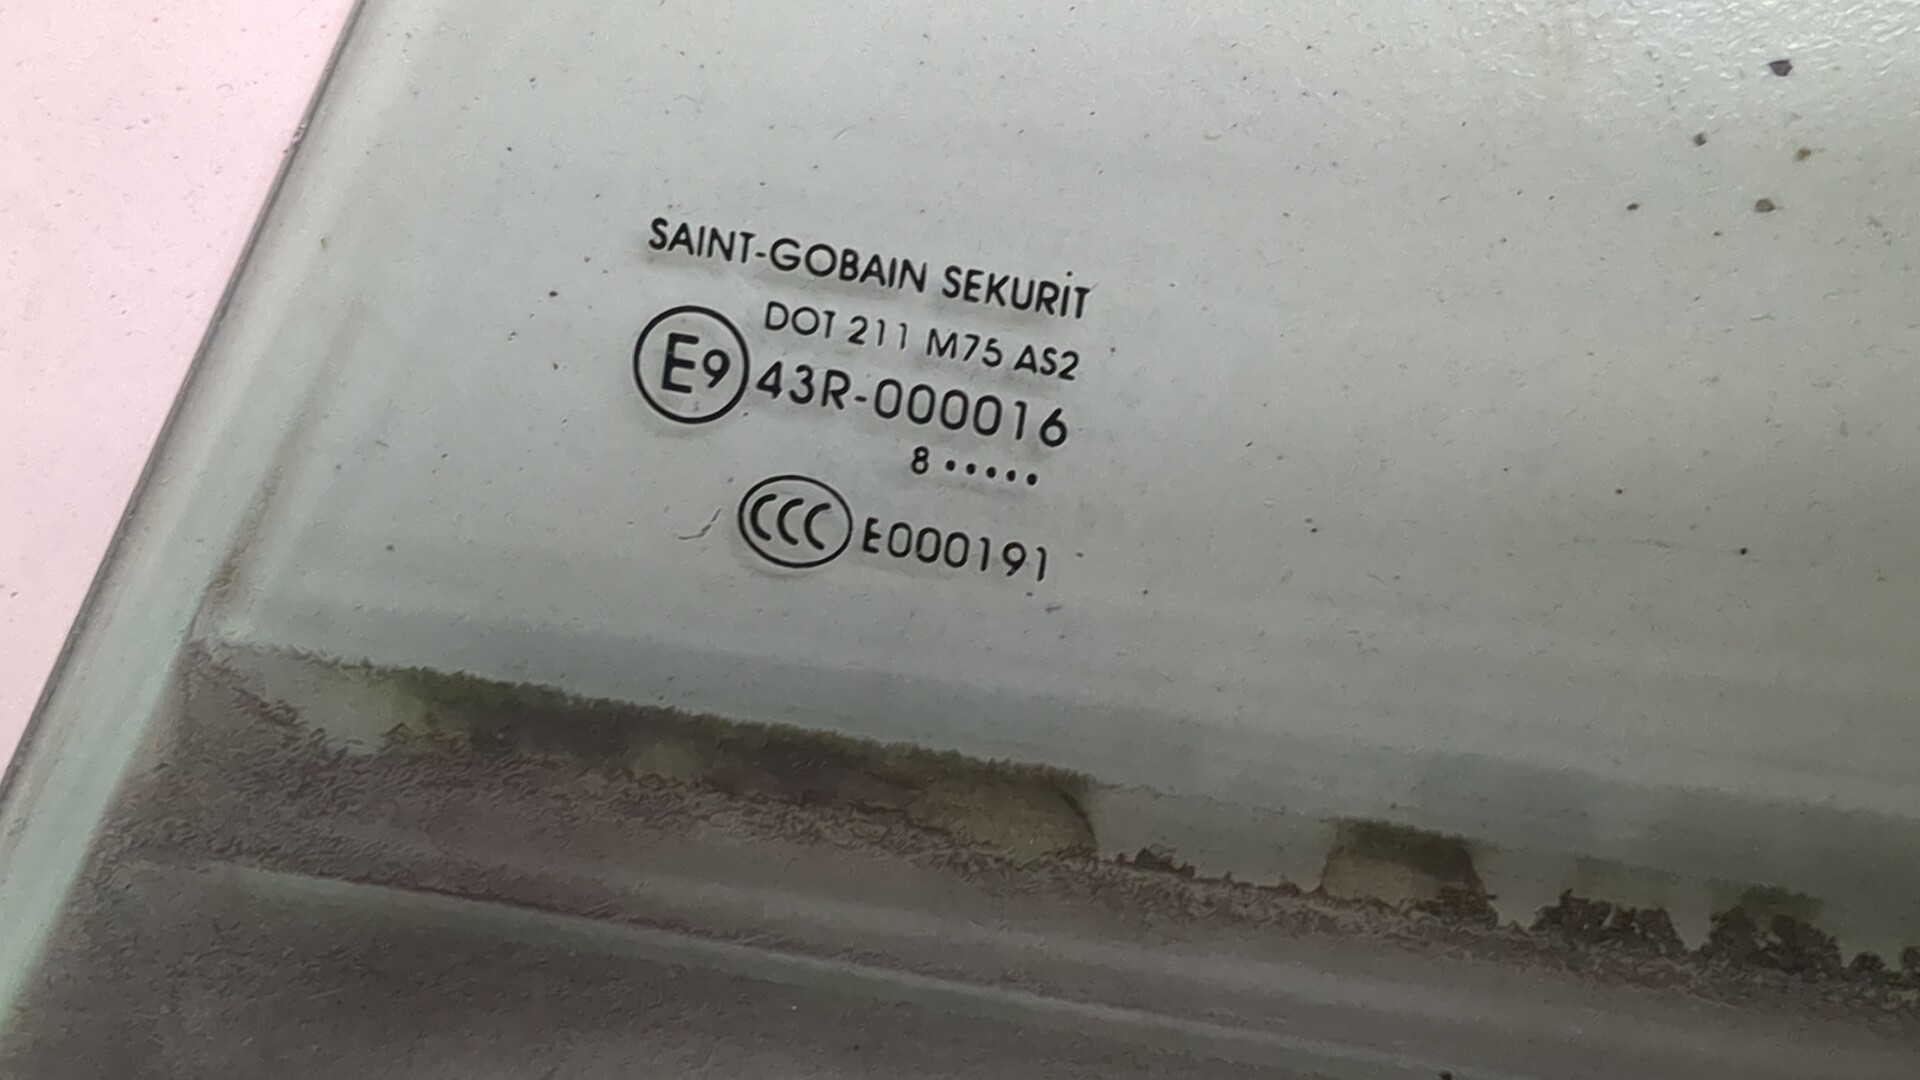 SAINT-GOBAIN SEKURİT
DOT 211 M75 AS2
E9 43R-000016
8 •••••
CCC E000191